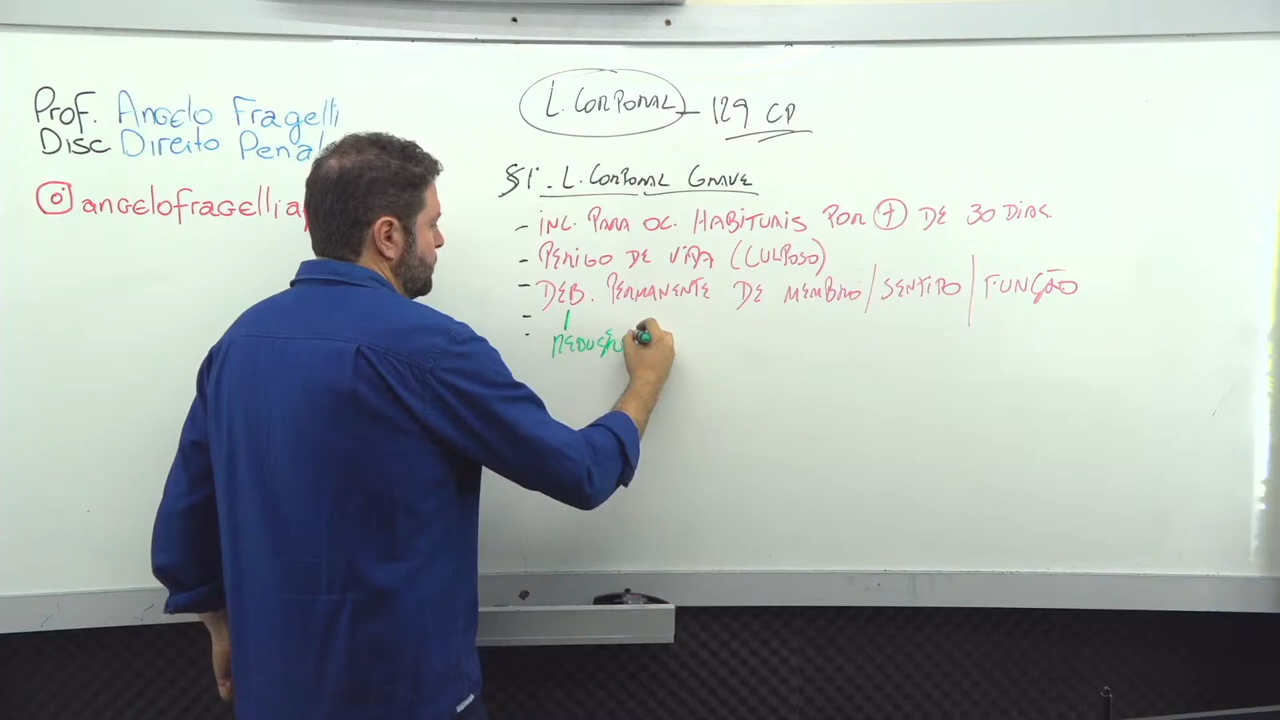 Prof. Angelo Fragelli
Disc Direito Penal
angelofragellia
L. CORPORAL - 129 CP
§1º - L. CORPORAL GRAVE
- INC. PARA OC. HABITUAIS POR (+) DE 30 DIAS.
- PERIGO DE VIDA (CULPOSO)
- DEB. PERMANENTE DE MEMBRO / SENTIDO / FUNÇÃO
-
-
REDUÇÃO